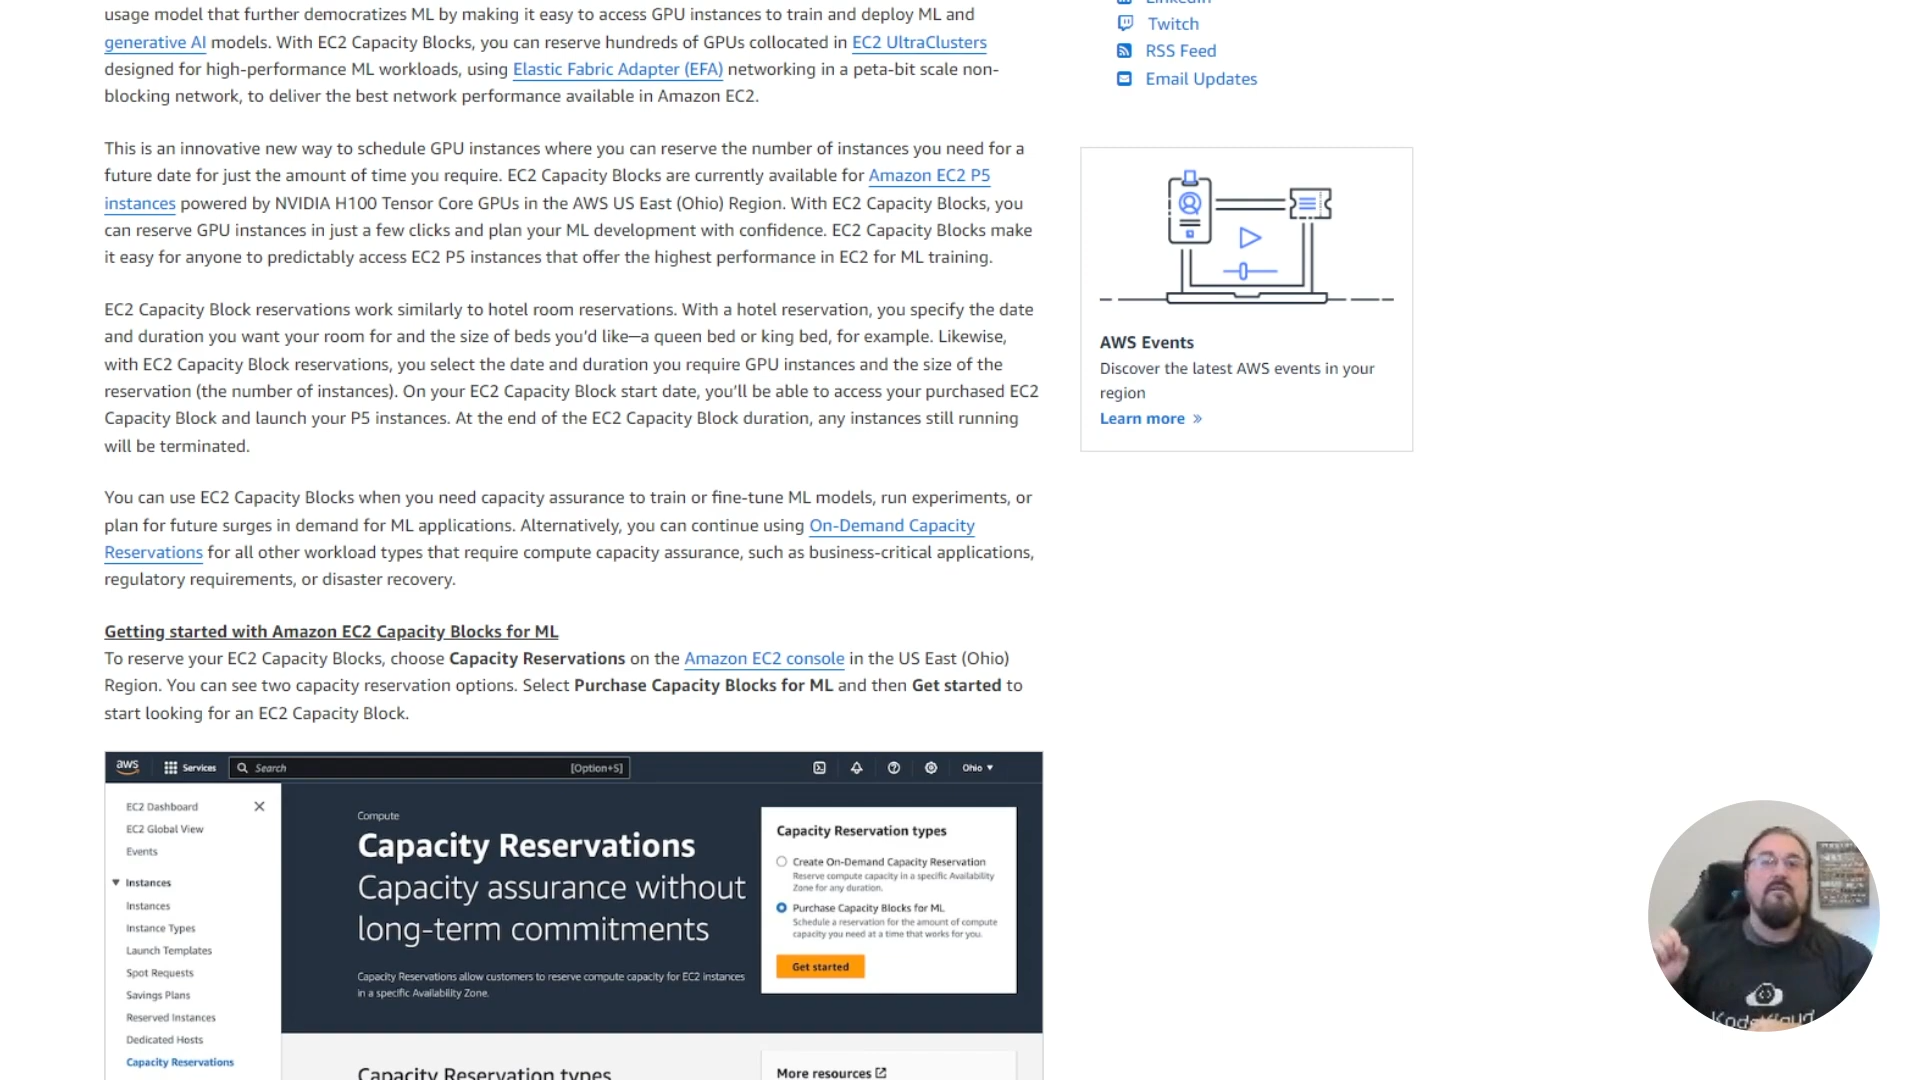 usage model that further democratizes ML by making it easy to access GPU instances to train and deploy ML and
generative AI models. With EC2 Capacity Blocks, you can reserve hundreds of GPUs collocated in EC2 UltraClusters
designed for high-performance ML workloads, using Elastic Fabric Adapter (EFA) networking in a peta-bit scale non-
blocking network, to deliver the best network performance available in Amazon EC2.
This is an innovative new way to schedule GPU instances where you can reserve the number of instances you need for a
future date for just the amount of time you require. EC2 Capacity Blocks are currently available for Amazon EC2 P5
instances powered by NVIDIA H100 Tensor Core GPUs in the AWS US East (Ohio) Region. With EC2 Capacity Blocks, you
can reserve GPU instances in just a few clicks and plan your ML development with confidence. EC2 Capacity Blocks make
it easy for anyone to predictably access EC2 P5 instances that offer the highest performance in EC2 for ML training.
EC2 Capacity Block reservations work similarly to hotel room reservations. With a hotel reservation, you specify the date
and duration you want your room for and the size of beds you'd like—a queen bed or king bed, for example. Likewise,
with EC2 Capacity Block reservations, you select the date and duration you require GPU instances and the size of the
reservation (the number of instances). On your EC2 Capacity Block start date, you'll be able to access your purchased EC2
Capacity Block and launch your P5 instances. At the end of the EC2 Capacity Block duration, any instances still running
will be terminated.
You can use EC2 Capacity Blocks when you need capacity assurance to train or fine-tune ML models, run experiments, or
plan for future surges in demand for ML applications. Alternatively, you can continue using On-Demand Capacity
Reservations for all other workload types that require compute capacity assurance, such as business-critical applications,
regulatory requirements, or disaster recovery.
Getting started with Amazon EC2 Capacity Blocks for ML
To reserve your EC2 Capacity Blocks, choose Capacity Reservations on the Amazon EC2 console in the US East (Ohio)
Region. You can see two capacity reservation options. Select Purchase Capacity Blocks for ML and then Get started to
start looking for an EC2 Capacity Block.
aws Services Search [Option+S] Ohio
EC2 Dashboard
EC2 Global View
Events
Instances
Instances
Instance Types
Launch Templates
Spot Requests
Savings Plans
Reserved Instances
Dedicated Hosts
Capacity Reservations
Compute
Capacity Reservations
Capacity assurance without
long-term commitments
Capacity Reservations allow customers to reserve compute capacity for EC2 instances
in a specific Availability Zone.
Capacity Reservation types
Create On-Demand Capacity Reservation
Reserve compute capacity in a specific Availability
Zone for any duration.
Purchase Capacity Blocks for ML
Schedule a reservation for the amount of compute
capacity you need at a time that works for you.
Get started
Capacity Reservation types
More resources
LinkedIn
Twitch
RSS Feed
Email Updates
AWS Events
Discover the latest AWS events in your
region
Learn more »
KodeKloud